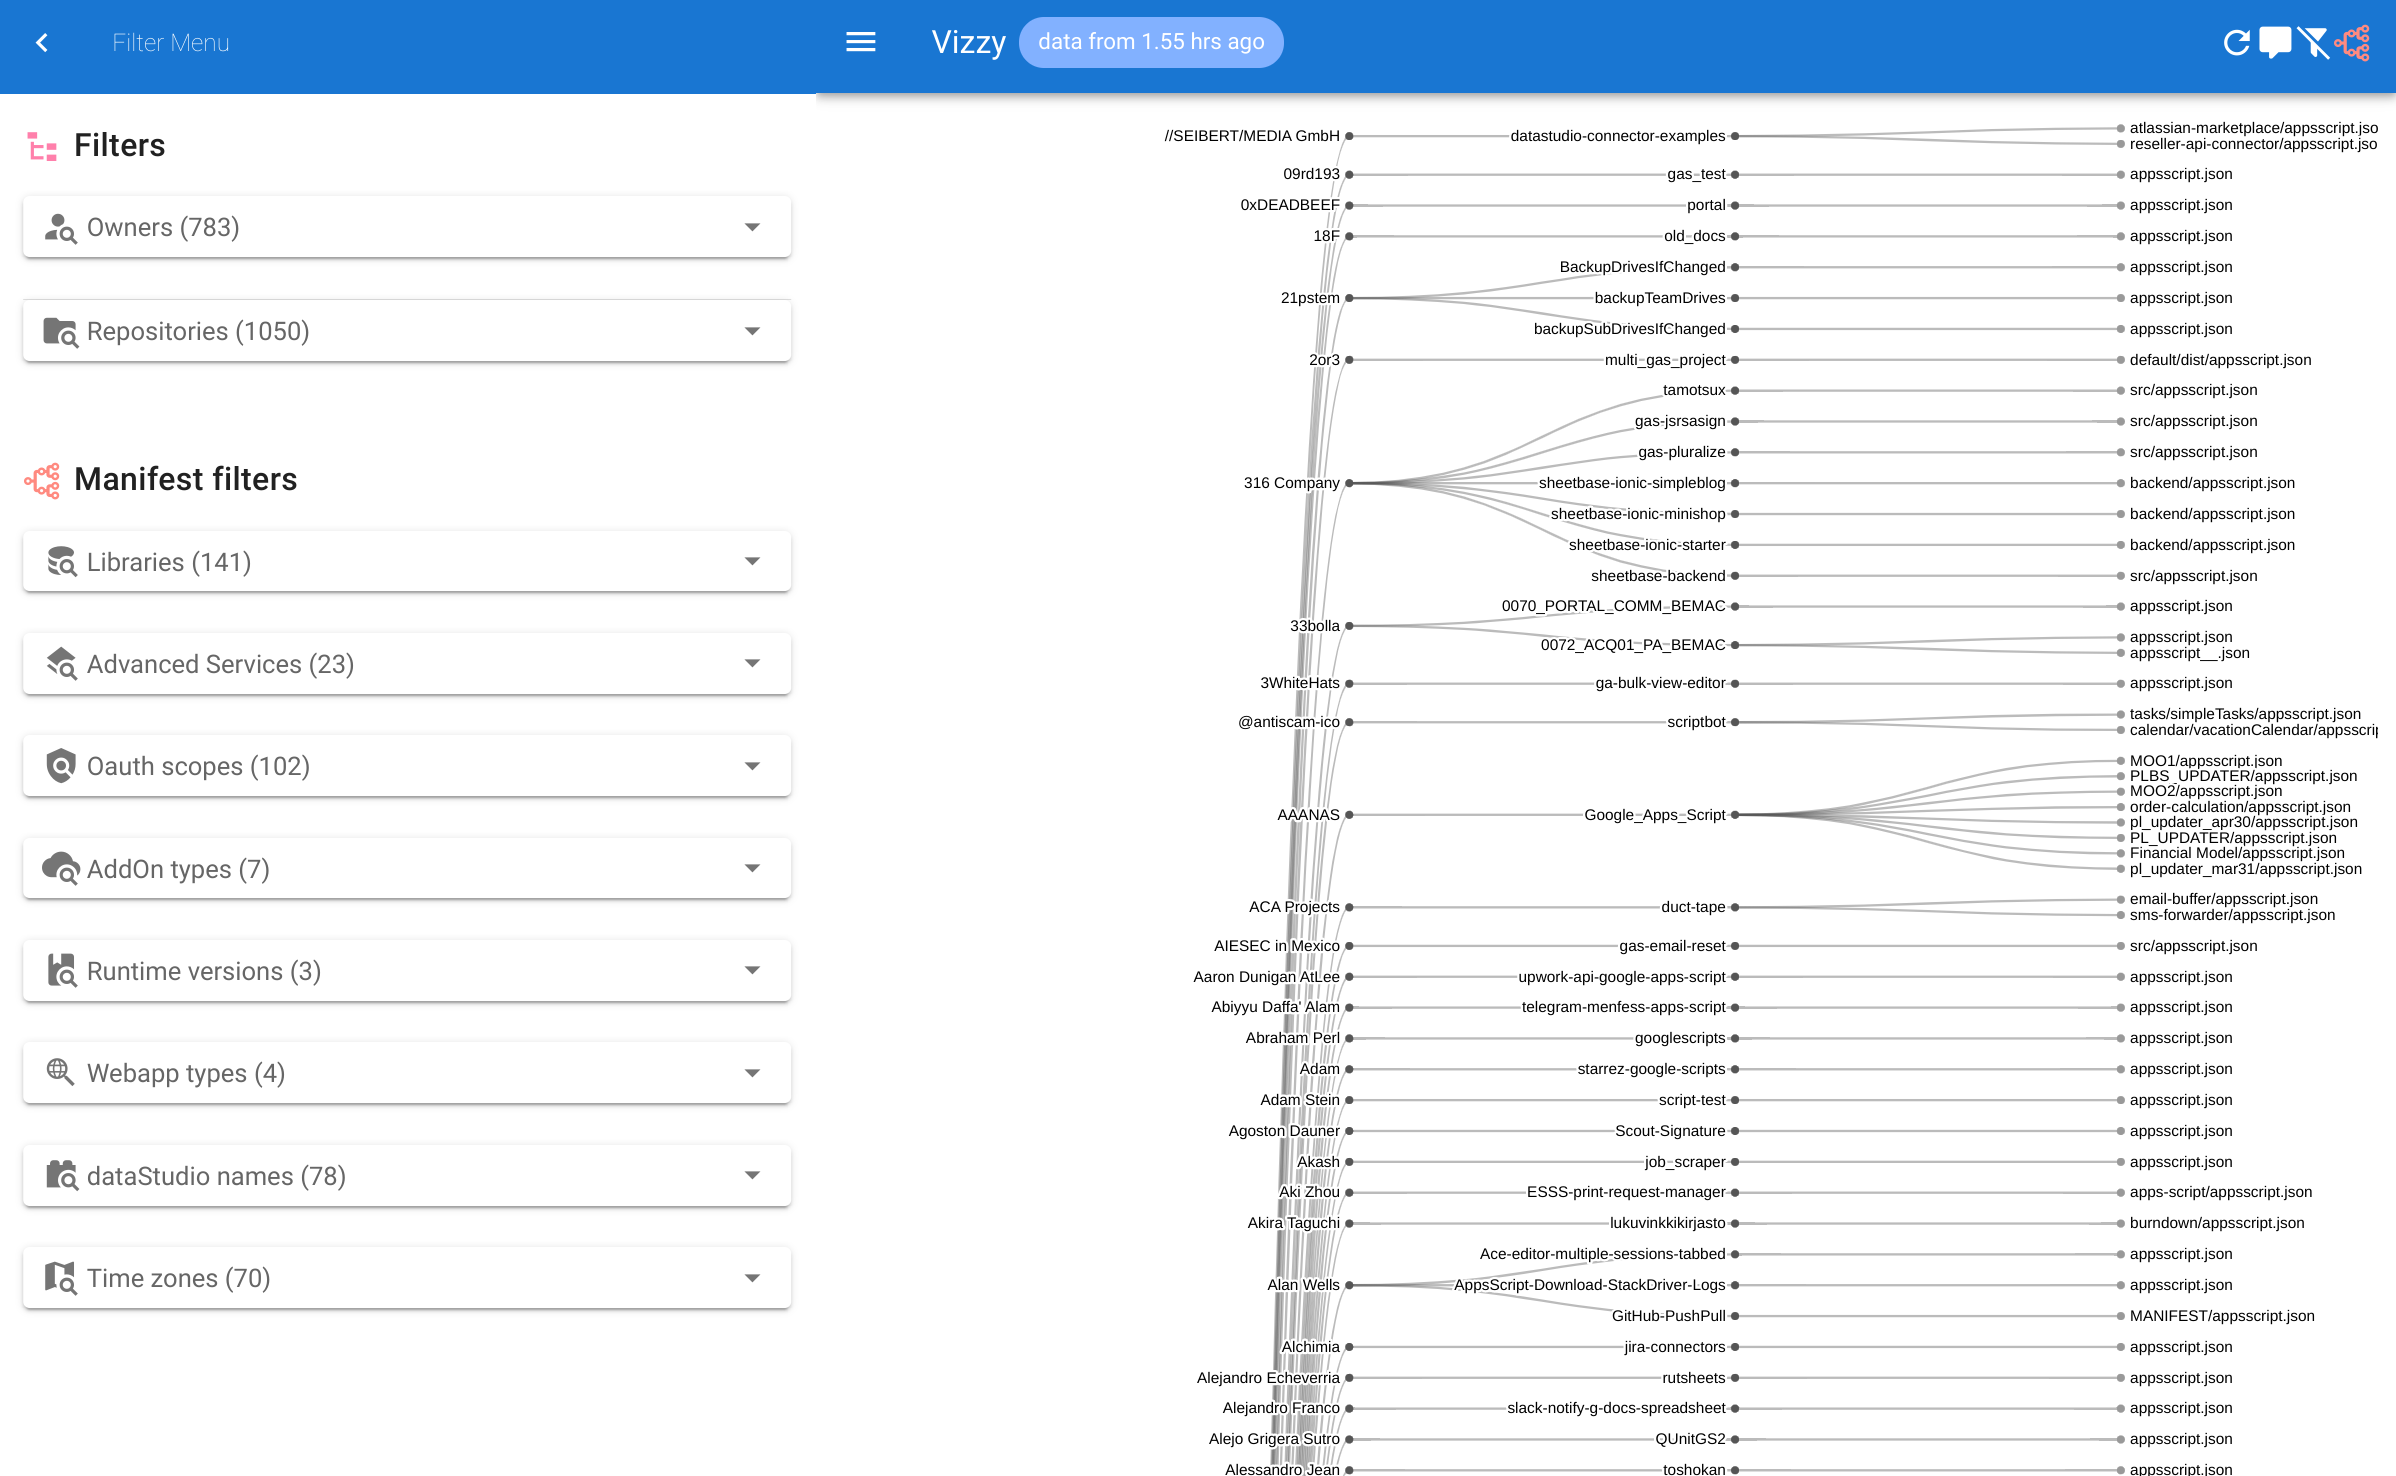 Filter Menu
Vizzy
data from 1.55 hrs ago
Filters
Owners (783)
Repositories (1050)
Manifest filters
Libraries (141)
Advanced Services (23)
Oauth scopes (102)
AddOn types (7)
Runtime versions (3)
Webapp types (4)
dataStudio names (78)
Time zones (70)
//SEIBERT/MEDIA GmbH datastudio-connector-examples atlassian-marketplace/appsscript.jso
reseller-api-connector/appsscript.jso
09rd193 gas_test appsscript.json
0xDEADBEEF portal appsscript.json
18F old_docs appsscript.json
BackupDrivesIfChanged appsscript.json
21pstem backupTeamDrives appsscript.json
backupSubDrivesIfChanged appsscript.json
2or3 multi_gas_project default/dist/appsscript.json
tamotsux src/appsscript.json
gas-jsrsasign src/appsscript.json
gas-pluralize src/appsscript.json
316 Company sheetbase-ionic-simpleblog backend/appsscript.json
sheetbase-ionic-minishop backend/appsscript.json
sheetbase-ionic-starter backend/appsscript.json
sheetbase-backend src/appsscript.json
0070_PORTAL_COMM_BEMAC appsscript.json
33bolla
0072_ACQ01_PA_BEMAC appsscript.json
appsscript__.json
3WhiteHats ga-bulk-view-editor appsscript.json
@antiscam-ico scriptbot tasks/simpleTasks/appsscript.json
calendar/vacationCalendar/appsscrip
MOO1/appsscript.json
PLBS_UPDATER/appsscript.json
MOO2/appsscript.json
order-calculation/appsscript.json
AAANAS Google_Apps_Script
pl_updater_apr30/appsscript.json
PL_UPDATER/appsscript.json
Financial Model/appsscript.json
pl_updater_mar31/appsscript.json
ACA Projects duct-tape email-buffer/appsscript.json
sms-forwarder/appsscript.json
AIESEC in Mexico gas-email-reset src/appsscript.json
Aaron Dunigan AtLee upwork-api-google-apps-script appsscript.json
Abiyyu Daffa' Alam telegram-menfess-apps-script appsscript.json
Abraham Perl googlescripts appsscript.json
Adam starrez-google-scripts appsscript.json
Adam Stein script-test appsscript.json
Agoston Dauner Scout-Signature appsscript.json
Akash job_scraper appsscript.json
Aki Zhou ESSS-print-request-manager apps-script/appsscript.json
Akira Taguchi lukuvinkkikirjasto burndown/appsscript.json
Ace-editor-multiple-sessions-tabbed appsscript.json
Alan Wells AppsScript-Download-StackDriver-Logs appsscript.json
GitHub-PushPull MANIFEST/appsscript.json
Alchimia jira-connectors appsscript.json
Alejandro Echeverria rutsheets appsscript.json
Alejandro Franco slack-notify-g-docs-spreadsheet appsscript.json
Alejo Grigera Sutro QUnitGS2 appsscript.json
Alessandro Jean toshokan appsscript.json